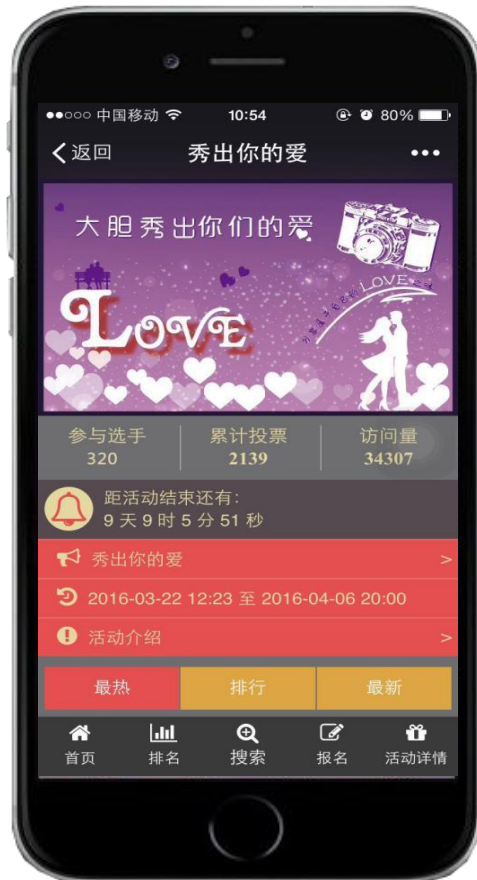 中国移动 10:54 80%
返回 秀出你的爱
大胆秀出你们的爱
LOVE
LOVE
参与选手 累计投票 访问量
320 2139 34307
距活动结束还有:
9 天 9 时 5 分 51 秒
秀出你的爱 >
2016-03-22 12:23 至 2016-04-06 20:00
活动介绍 >
最热 排行 最新
首页 排名 搜索 报名 活动详情